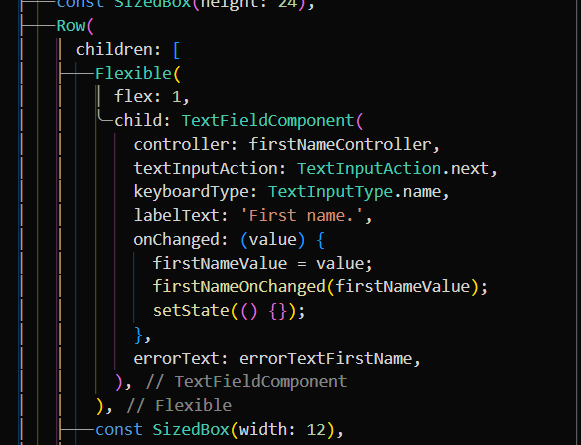 const SizedBox(height: 24),
Row(
children: [
Flexible(
flex: 1,
child: TextFieldComponent(
controller: firstNameController,
textInputAction: TextInputAction.next,
keyboardType: TextInputType.name,
labelText: 'First name.',
onChanged: (value) {
firstNameValue = value;
firstNameOnChanged(firstNameValue);
setState(() {});
},
errorText: errorTextFirstName,
), // TextFieldComponent
), // Flexible
const SizedBox(width: 12),